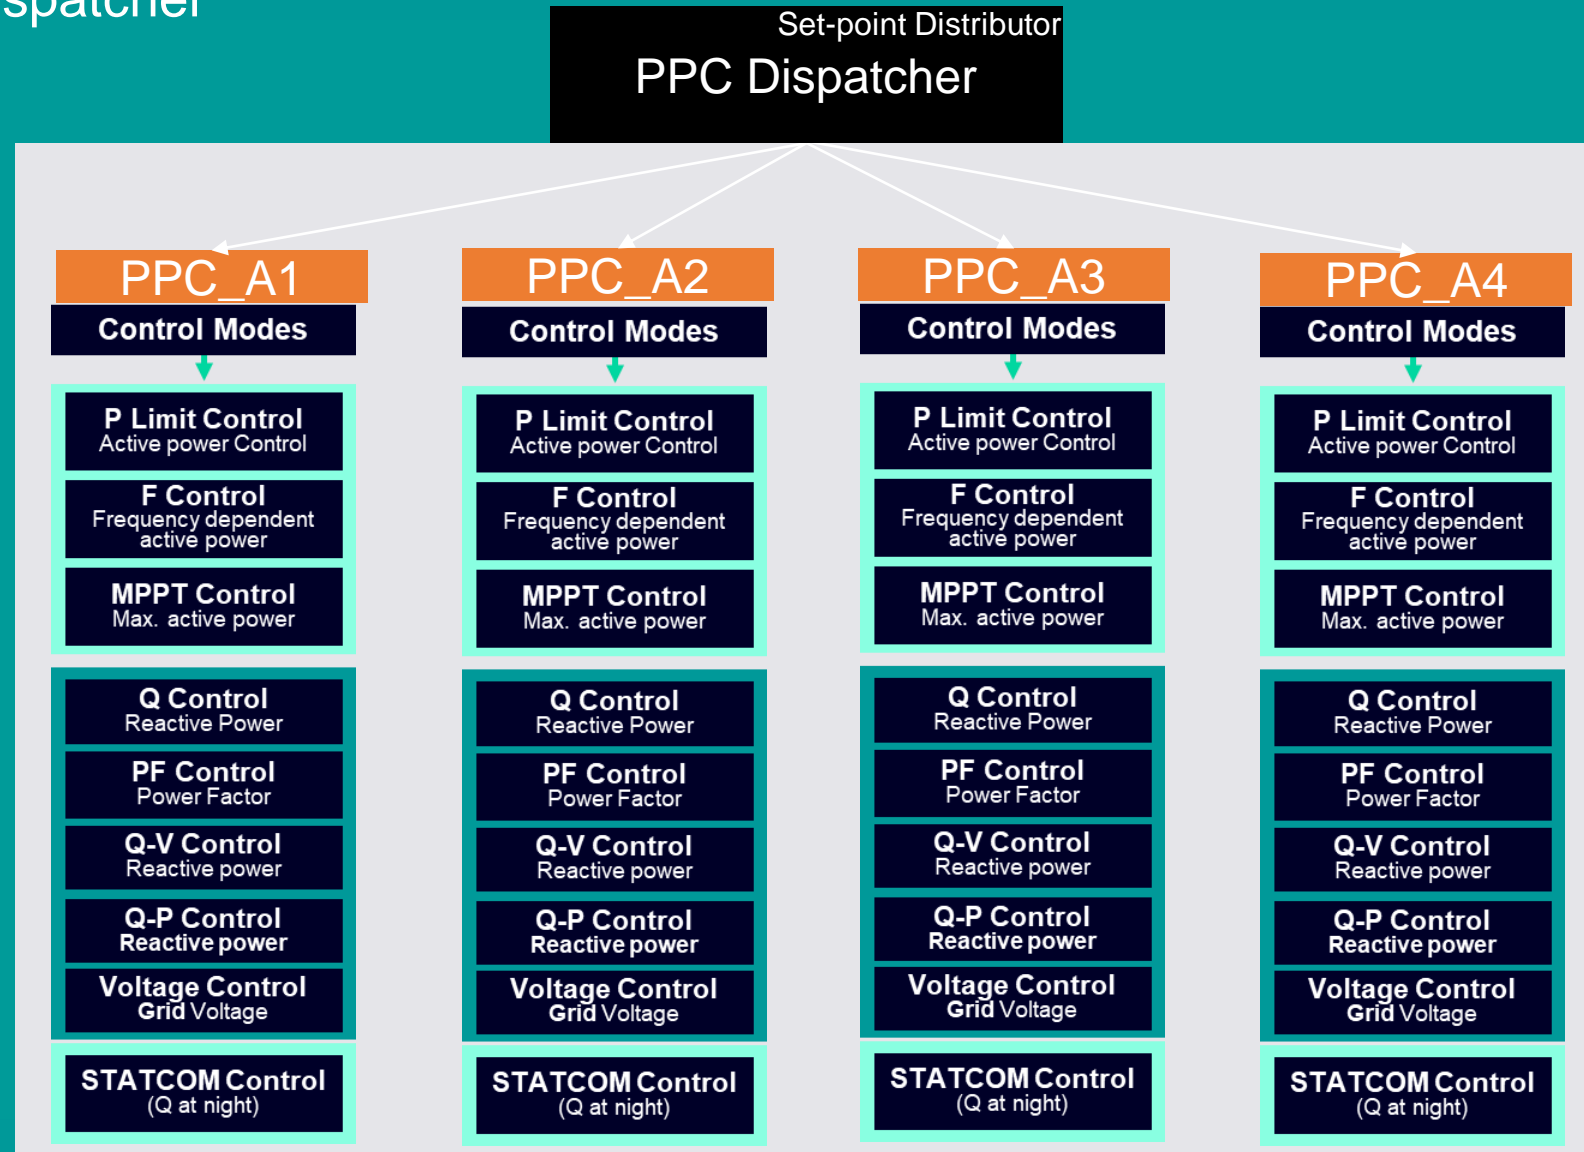 Set-point Distributor
PPC Dispatcher
PPC_A1
Control Modes
P Limit Control
Active power Control
F Control
Frequency dependent
active power
MPPT Control
Max. active power
Q Control
Reactive Power
PF Control
Power Factor
Q-V Control
Reactive power
Q-P Control
Reactive power
Voltage Control
Grid Voltage
STATCOM Control
(Q at night)
PPC_A2
Control Modes
P Limit Control
Active power Control
F Control
Frequency dependent
active power
MPPT Control
Max. active power
Q Control
Reactive Power
PF Control
Power Factor
Q-V Control
Reactive power
Q-P Control
Reactive power
Voltage Control
Grid Voltage
STATCOM Control
(Q at night)
PPC_A3
Control Modes
P Limit Control
Active power Control
F Control
Frequency dependent
active power
MPPT Control
Max. active power
Q Control
Reactive Power
PF Control
Power Factor
Q-V Control
Reactive power
Q-P Control
Reactive power
Voltage Control
Grid Voltage
STATCOM Control
(Q at night)
PPC_A4
Control Modes
P Limit Control
Active power Control
F Control
Frequency dependent
active power
MPPT Control
Max. active power
Q Control
Reactive Power
PF Control
Power Factor
Q-V Control
Reactive power
Q-P Control
Reactive power
Voltage Control
Grid Voltage
STATCOM Control
(Q at night)